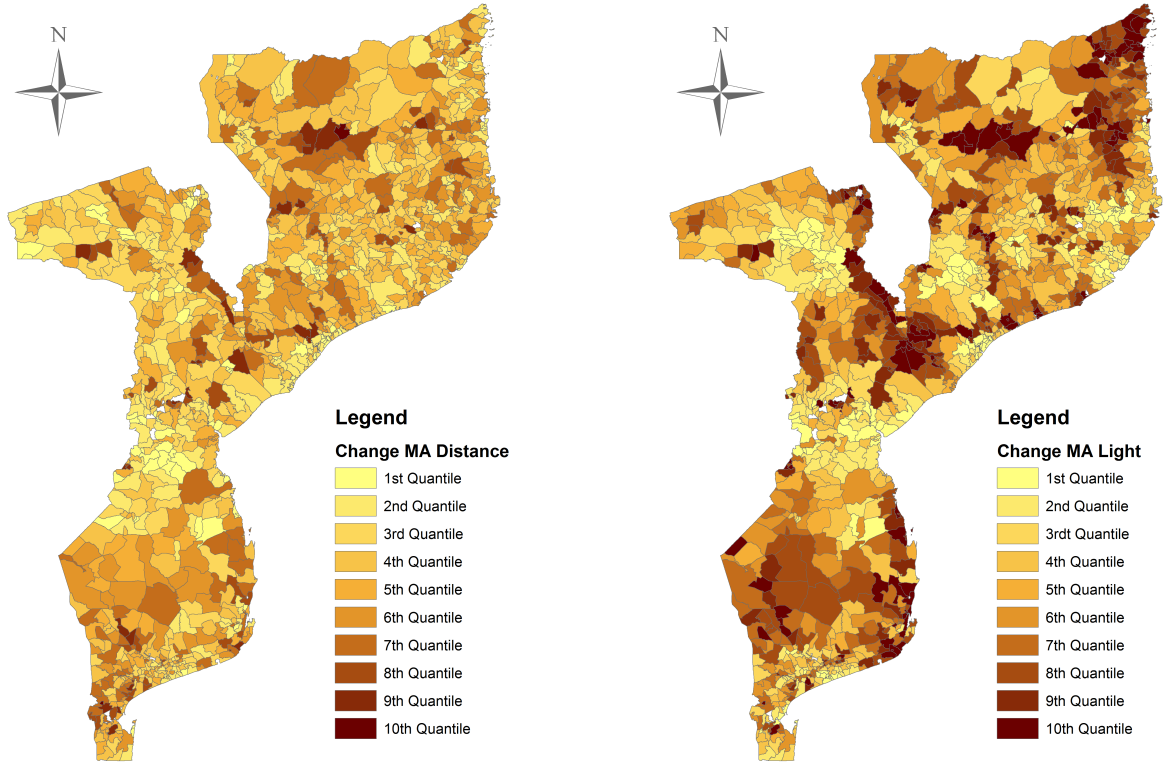 N
Legend
Change MA Distance
1st Quantile
2nd Quantile
3rd Quantile
4th Quantile
5th Quantile
6th Quantile
7th Quantile
8th Quantile
9th Quantile
10th Quantile
N
Legend
Change MA Light
1st Quantile
2nd Quantile
3rdt Quantile
4th Quantile
5th Quantile
6th Quantile
7th Quantile
8th Quantile
9th Quantile
10th Quantile